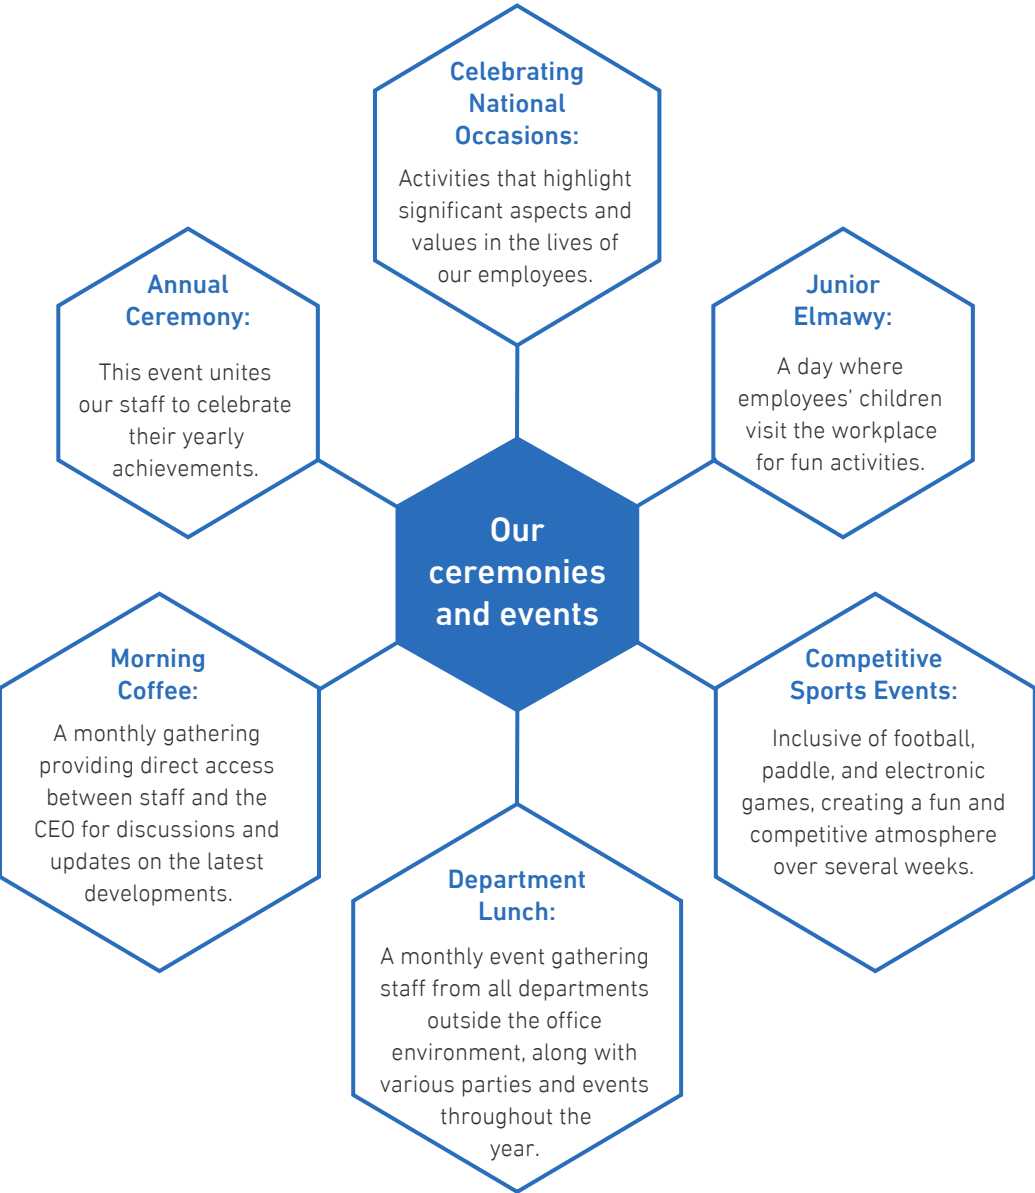 Celebrating
National
Occasions:
Activities that highlight
significant aspects and
values in the lives of
our employees.
Annual
Ceremony:
This event unites
our staff to celebrate
their yearly
achievements.
Junior
Elmawy:
A day where
employees’ children
visit the workplace
for fun activities.
Our
ceremonies
and events
Morning
Coffee:
A monthly gathering
providing direct access
between staff and the
CEO for discussions and
updates on the latest
developments.
Competitive
Sports Events:
Inclusive of football,
paddle, and electronic
games, creating a fun and
competitive atmosphere
over several weeks.
Department
Lunch:
A monthly event gathering
staff from all departments
outside the office
environment, along with
various parties and events
throughout the
year.